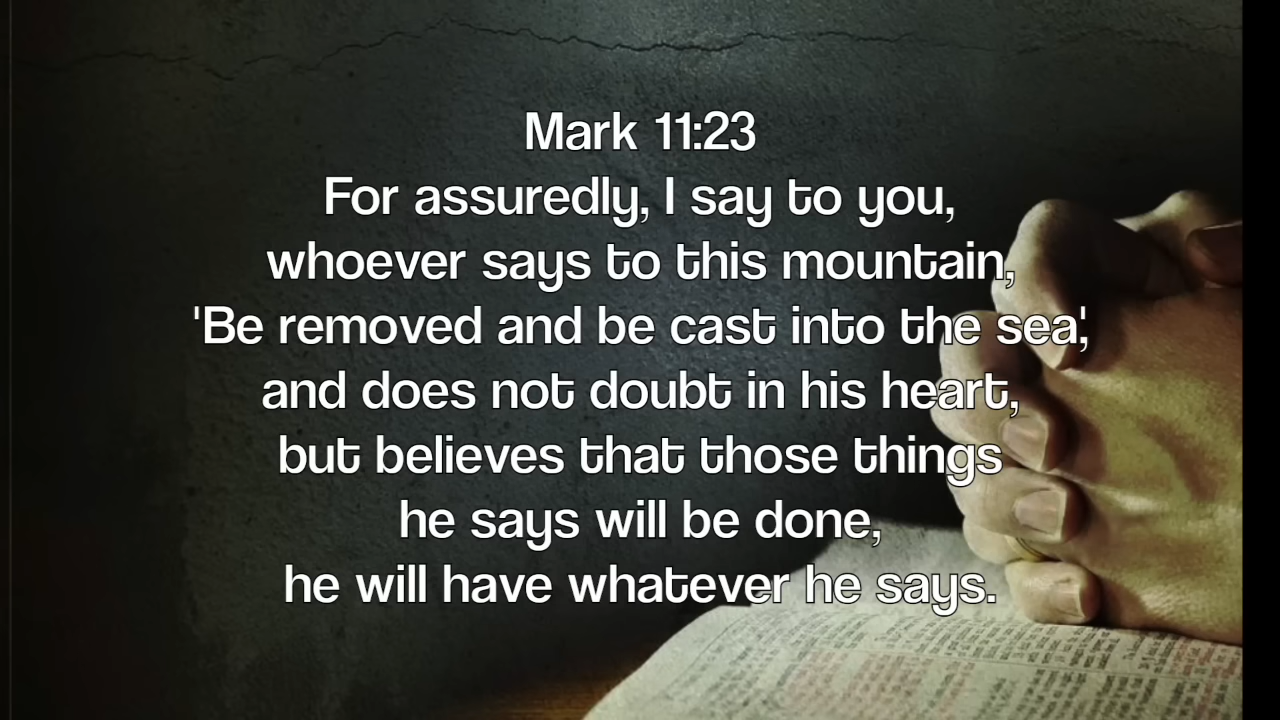 Mark 11:23
For assuredly, I say to you,
whoever says to this mountain,
'Be removed and be cast into the sea,'
and does not doubt in his heart,
but believes that those things
he says will be done,
he will have whatever he says.